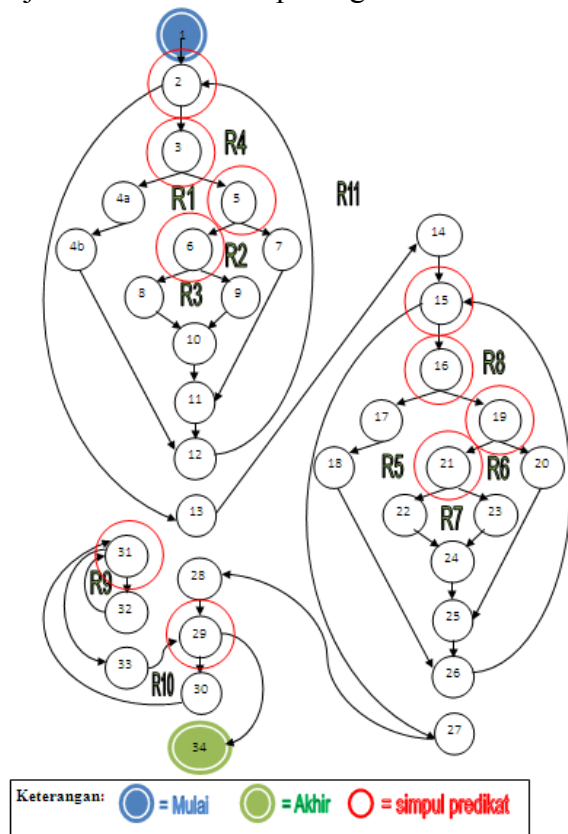 1
2
3 R4
4a R1 5 R11
4b 6 R2 7 14
8 R3 9 15
10 16 R8
11 17 19
12 18 R5 21 R6 20
13 22 R7 23
31 28 24
R9 32 29 25
33 R10 30 26
34 27
Keterangan: = Mulai = Akhir = simpul predikat